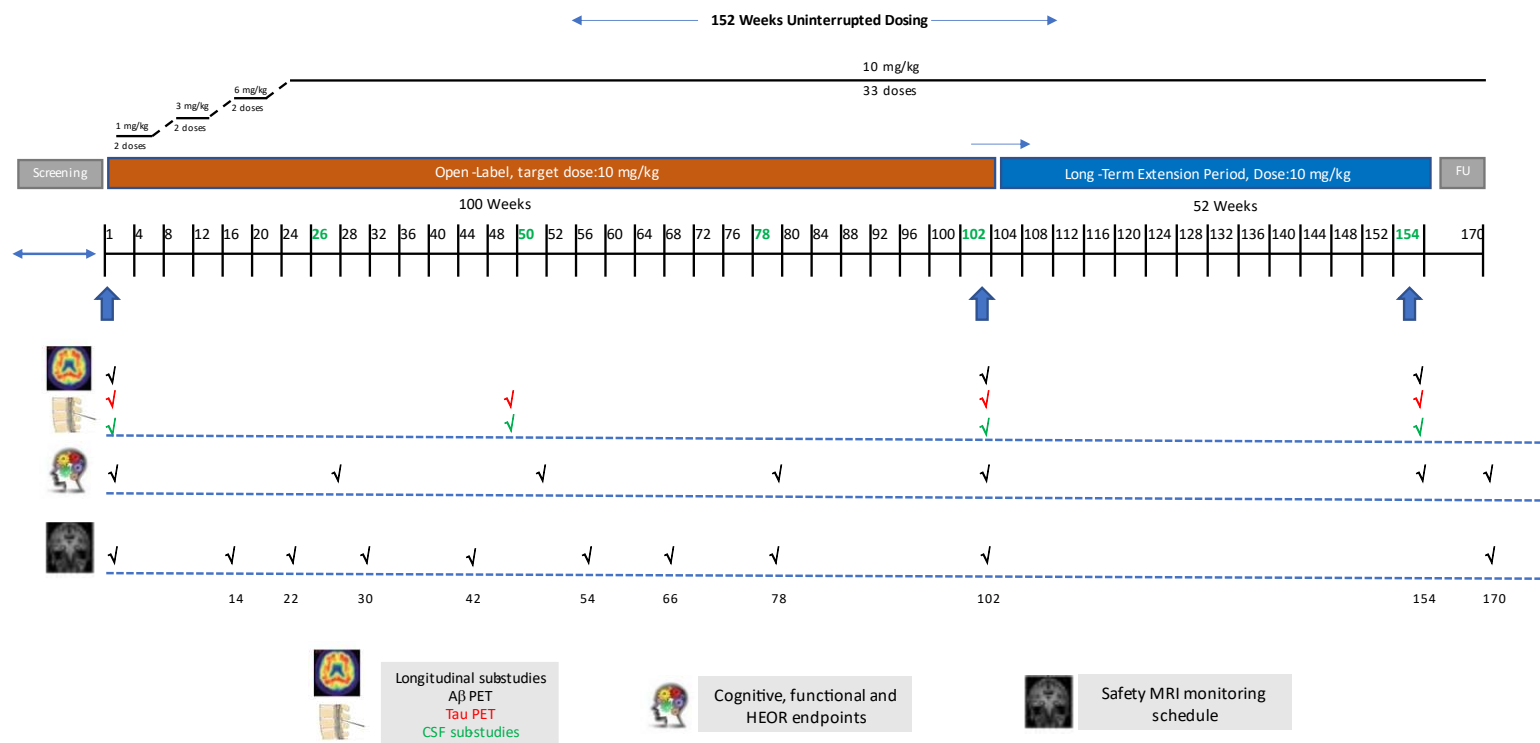 152 Weeks Uninterrupted Dosing
10 mg/kg
33 doses
6 mg/kg
2 doses
3 mg/kg
2 doses
1 mg/kg
2 doses
Screening
Open -Label, target dose:10 mg/kg
Long -Term Extension Period, Dose:10 mg/kg
FU
100 Weeks
52 Weeks
1 4 8 12 16 20 24 26 28 32 36 40 44 48 50 52 56 60 64 68 72 76 78 80 84 88 92 96 100 102 104 108 112 116 120 124 128 132 136 140 144 148 152 154 170
√ √ √
√ √ √ √
√ √ √ √
√ √ √ √ √ √ √
√ √ √ √ √ √ √ √ √ √
14 22 30 42 54 66 78 102 154 170
Longitudinal substudies
Aβ PET
Tau PET
CSF substudies
Cognitive, functional and
HEOR endpoints
Safety MRI monitoring
schedule